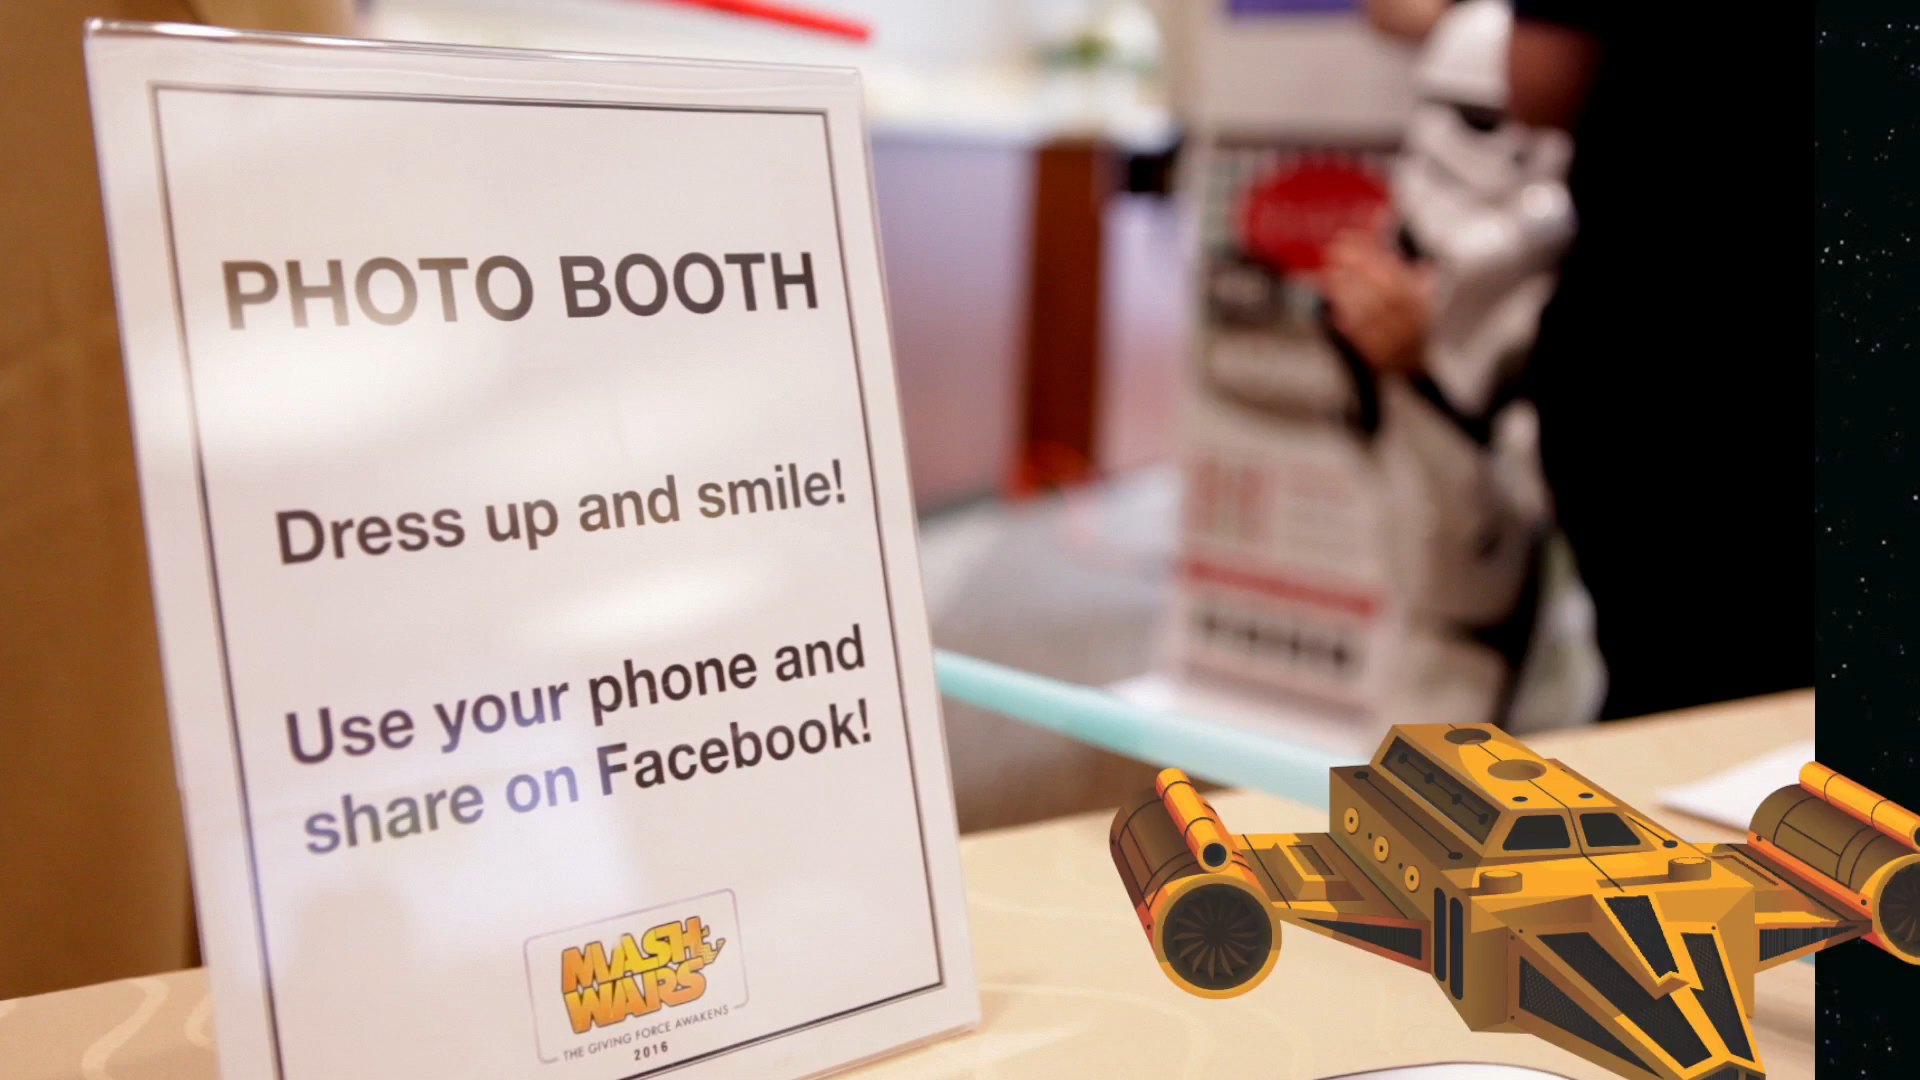 PHOTO BOOTH
Dress up and smile!
Use your phone and
share on Facebook!
MASH
WARS
THE GIVING FORCE AWAKENS
2016